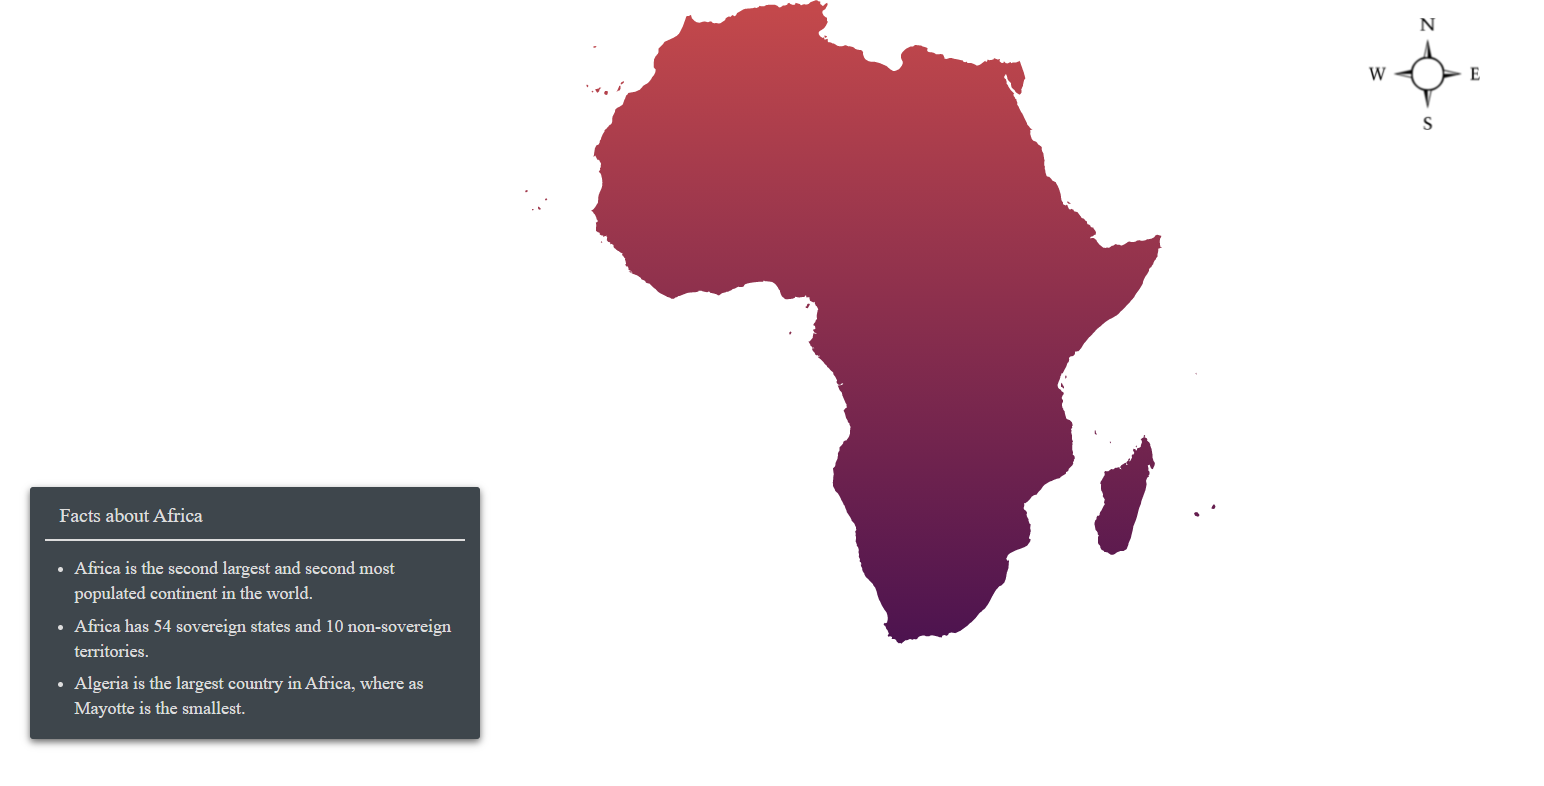 N
W E
S
Facts about Africa
• Africa is the second largest and second most
populated continent in the world.
• Africa has 54 sovereign states and 10 non-sovereign
territories.
• Algeria is the largest country in Africa, where as
Mayotte is the smallest.